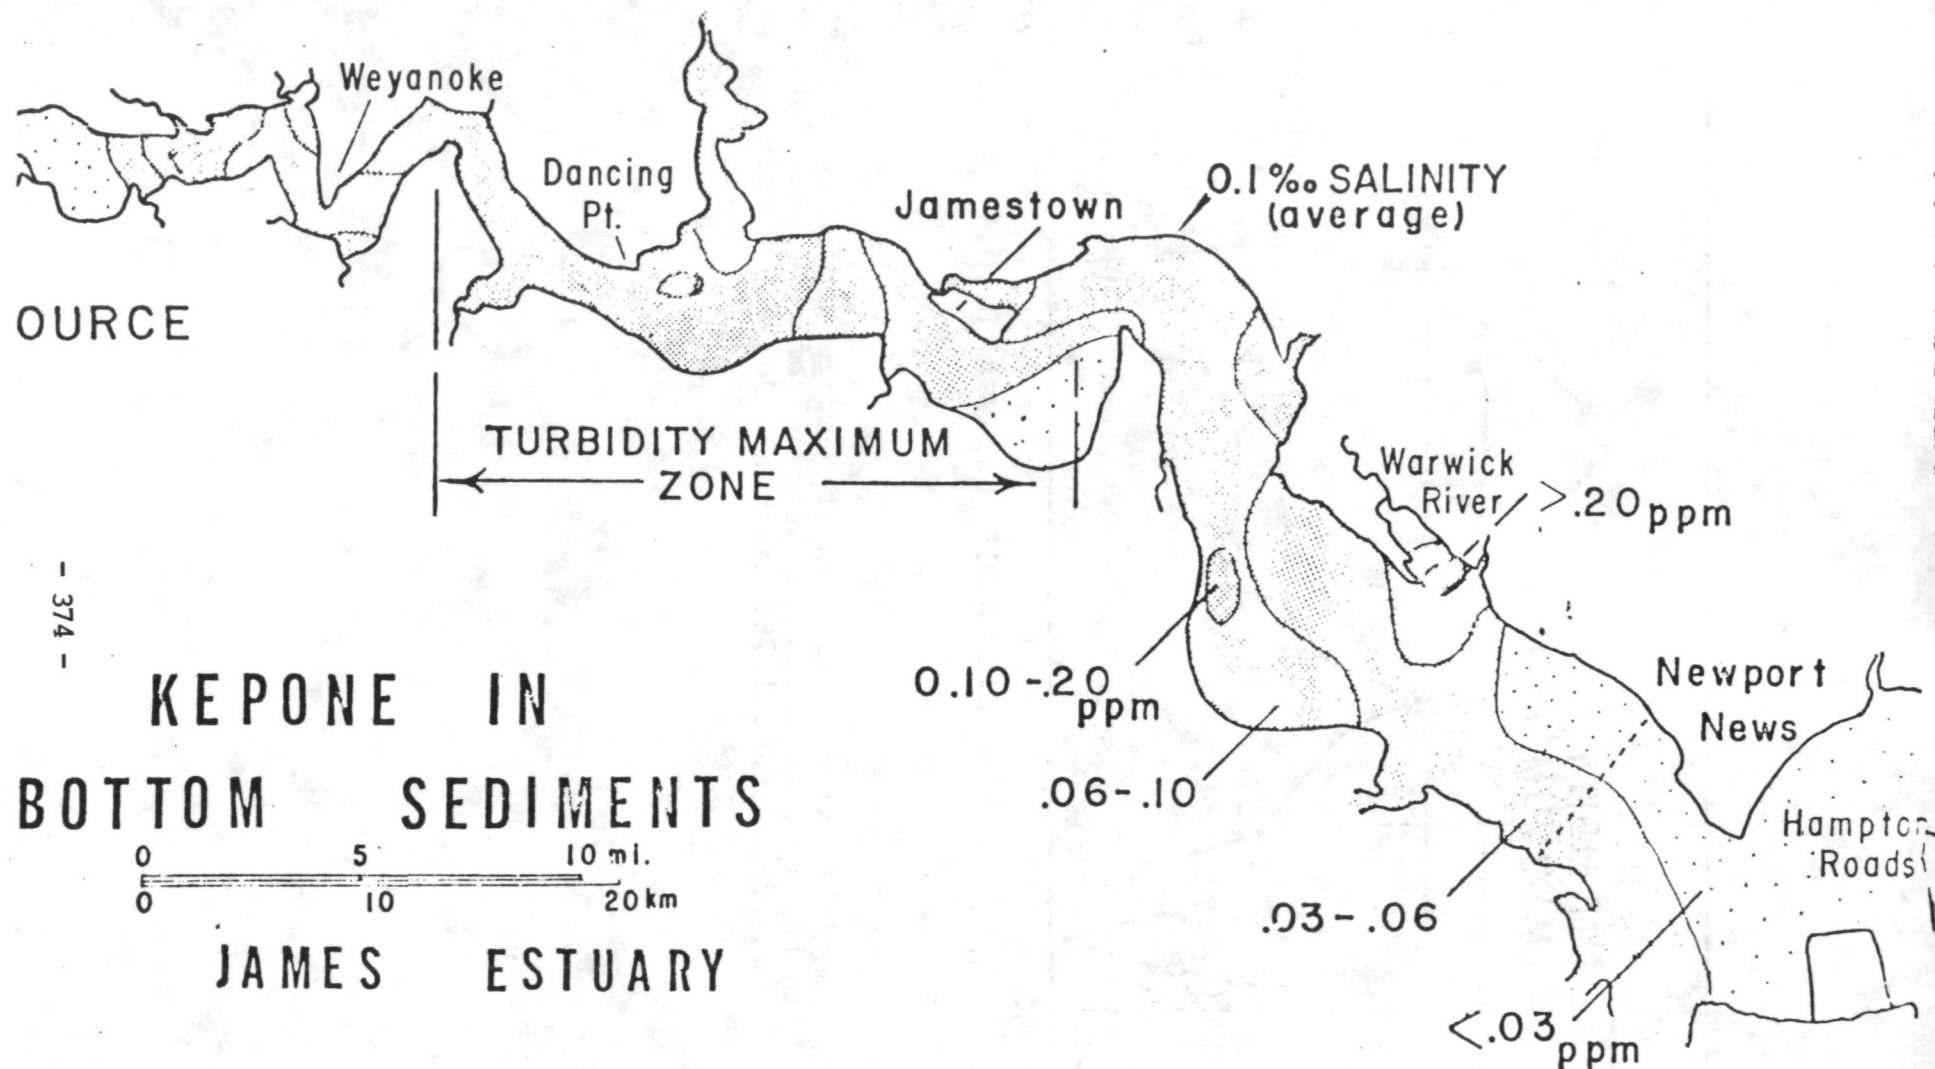 Weyanoke
Dancing
Pt.
Jamestown
0.1‰ SALINITY
(average)
OURCE
TURBIDITY MAXIMUM
ZONE
Warwick
River
>.20 ppm
- 374 -
0.10-.20
ppm
.06-.10
Newport
News
KEPONE IN
BOTTOM SEDIMENTS
0 5 10 mi.
0 10 20 km
JAMES ESTUARY
Roads
.03-.06
<.03
ppm